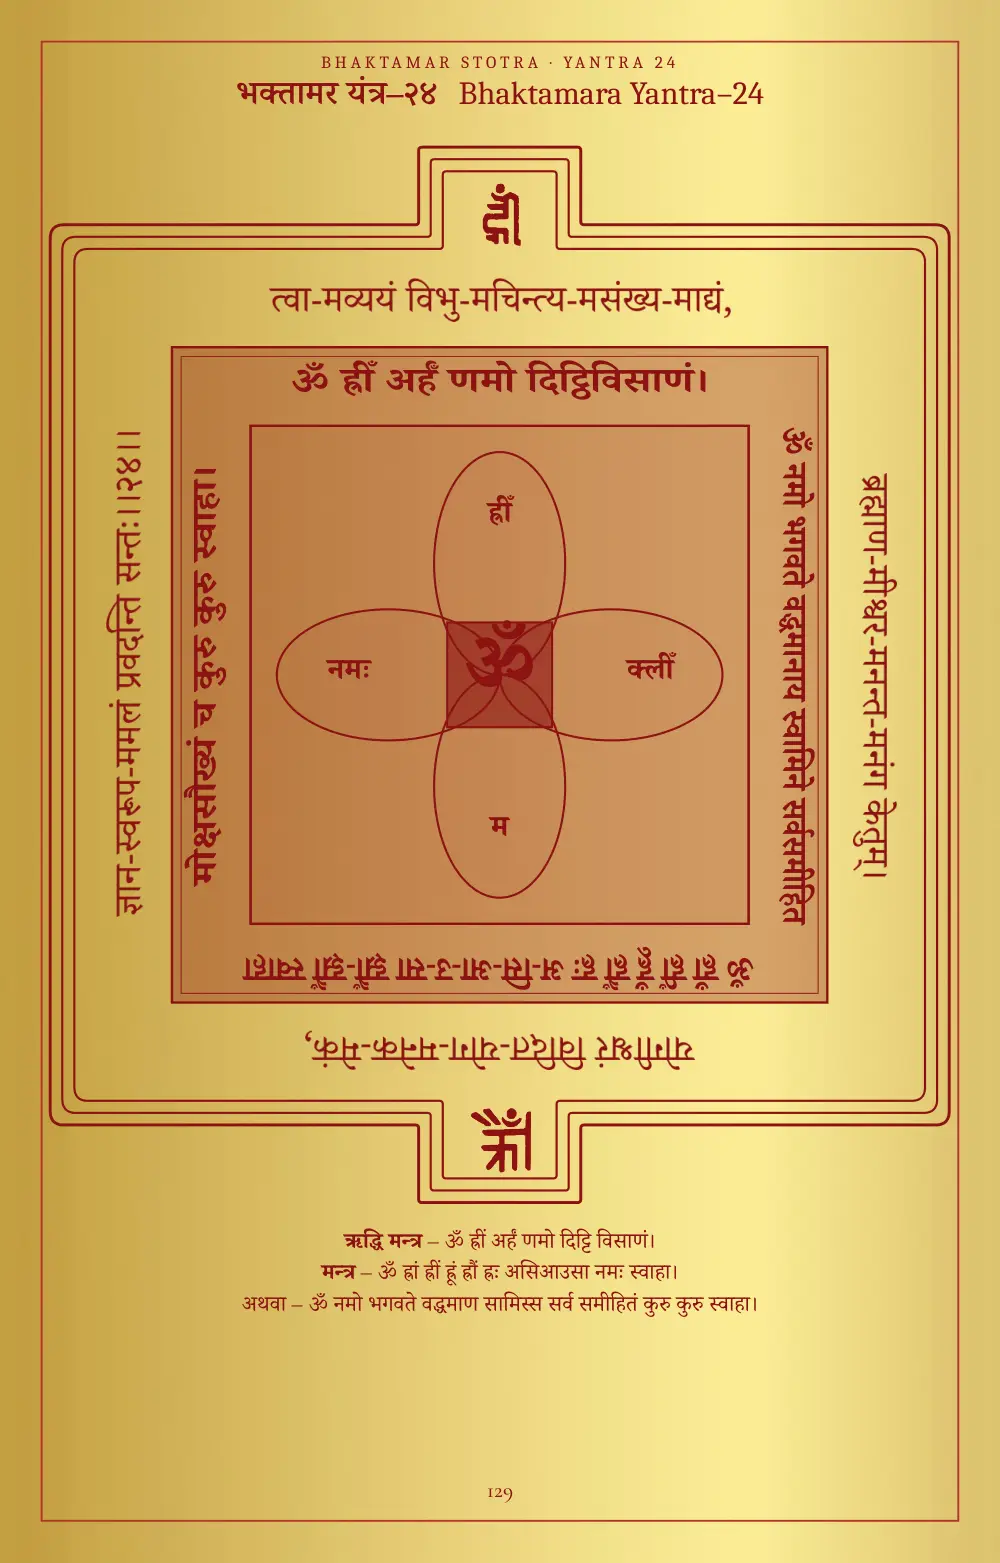 BHAKTAMAR STOTRA · YANTRA 24
भक्तामर यंत्र–२४ Bhaktamara Yantra–24
त्वा-मव्ययं विभु-मचिन्त्य-मसंख्य-माद्यं,
ब्रह्माण-मीश्वर-मनन्त-मनंग केतुम्।
योगीश्वरं विदित-योग-मनेक-मेकं,
ज्ञान-स्वरूप-ममलं प्रवदन्ति सन्तः।।२४।।
ॐ ह्रीँ अर्हं णमो दिट्ठिविसाणं।
ॐ नमो भगवते वद्धमानाय स्वामिने सर्वसमीहित
ॐ ह्राँ ह्रीँ ह्रूँ ह्रौँ ह्रः अ-सि-आ-उ-सा झ्रौँ-झ्रौँ स्वाहा
मोक्षसौख्यं च कुरु कुरु स्वाहा।
ह्रीँ
क्लीँ
म
नमः
ॐ
ऋद्धि मन्त्र – ॐ ह्रीं अर्हं णमो दिट्टि विसाणं।
मन्त्र – ॐ ह्रां ह्रीं ह्रूं ह्रौं ह्रः असिआउसा नमः स्वाहा।
अथवा – ॐ नमो भगवते वद्धमाण सामिस्स सर्व समीहितं कुरु कुरु स्वाहा।
129